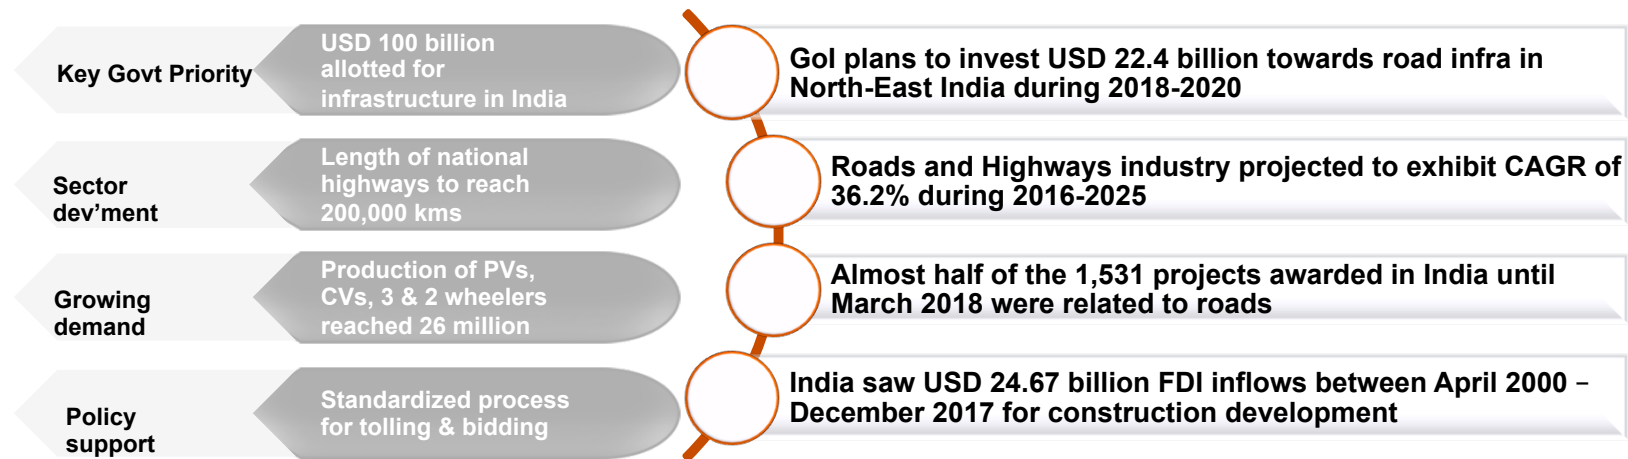 Key Govt Priority
USD 100 billion
allotted for
infrastructure in India
GoI plans to invest USD 22.4 billion towards road infra in
North-East India during 2018-2020
Sector
dev’ment
Length of national
highways to reach
200,000 kms
Roads and Highways industry projected to exhibit CAGR of
36.2% during 2016-2025
Growing
demand
Production of PVs,
CVs, 3 & 2 wheelers
reached 26 million
Almost half of the 1,531 projects awarded in India until
March 2018 were related to roads
Policy
support
Standardized process
for tolling & bidding
India saw USD 24.67 billion FDI inflows between April 2000 –
December 2017 for construction development